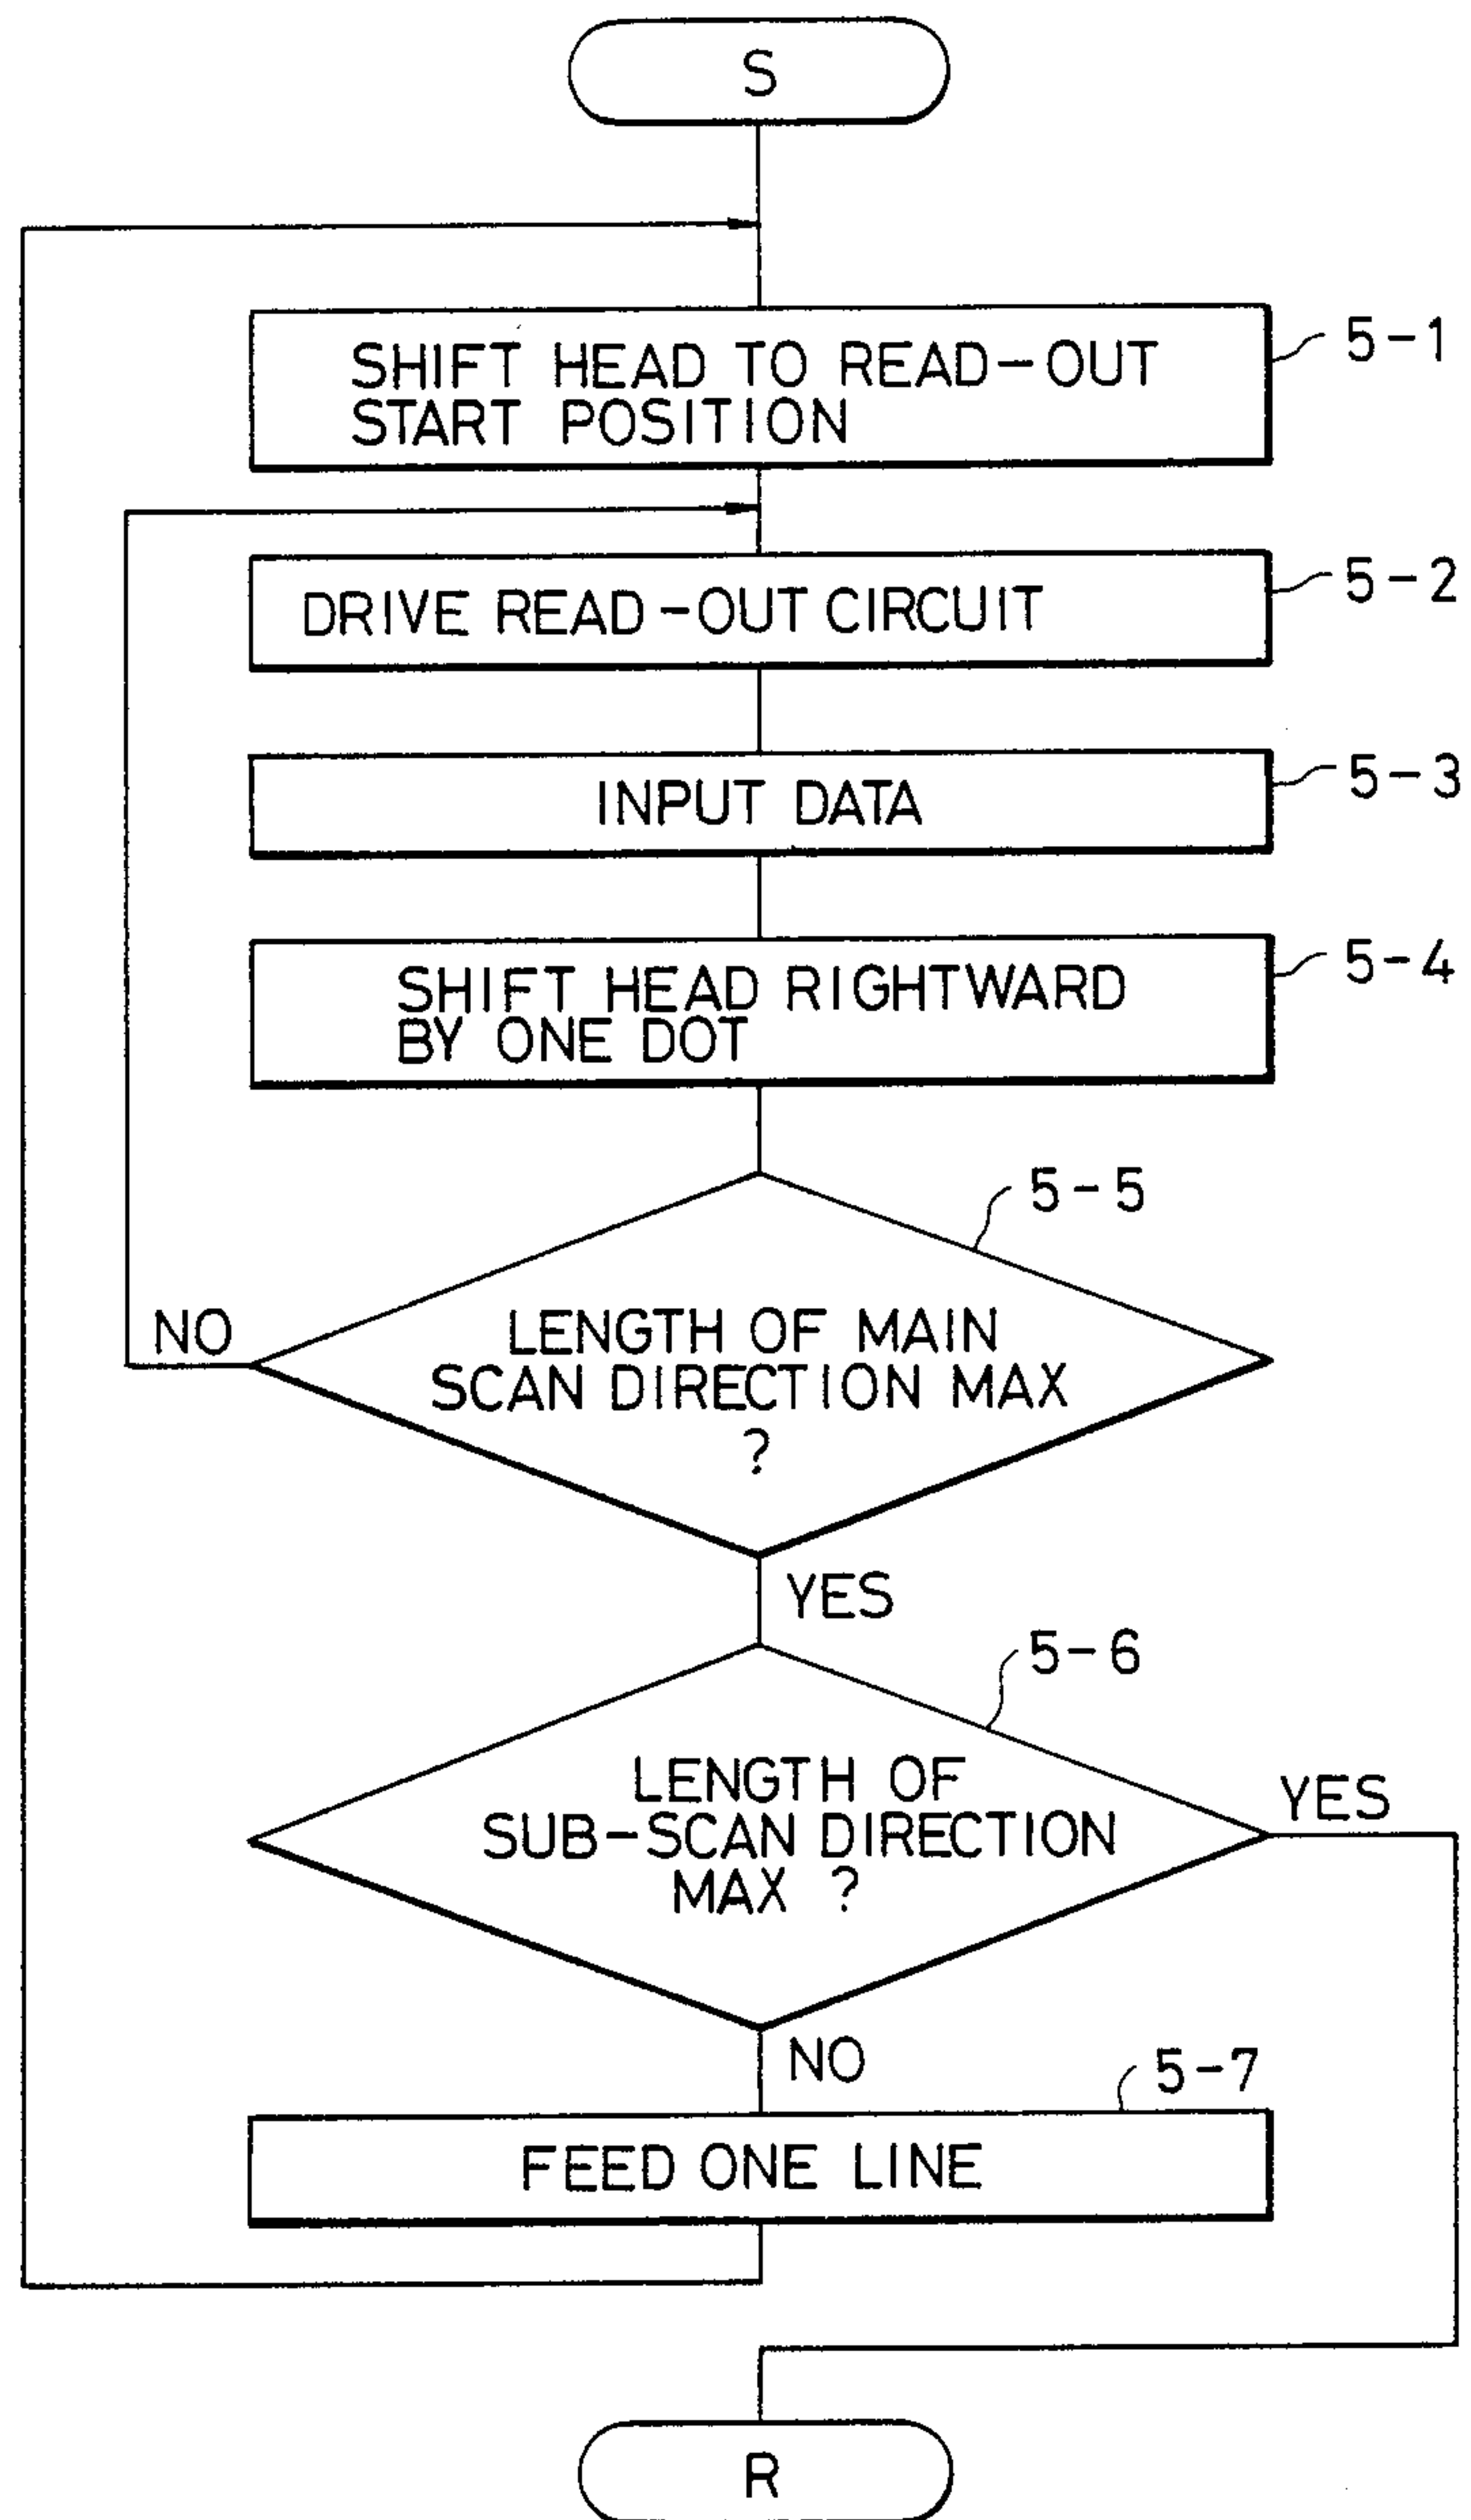 S
SHIFT HEAD TO READ-OUT
START POSITION
5-1
DRIVE READ-OUT CIRCUIT
5-2
INPUT DATA
5-3
SHIFT HEAD RIGHTWARD
BY ONE DOT
5-4
5-5
NO
LENGTH OF MAIN
SCAN DIRECTION MAX
?
YES
5-6
LENGTH OF
SUB-SCAN DIRECTION
MAX ?
YES
NO
5-7
FEED ONE LINE
R